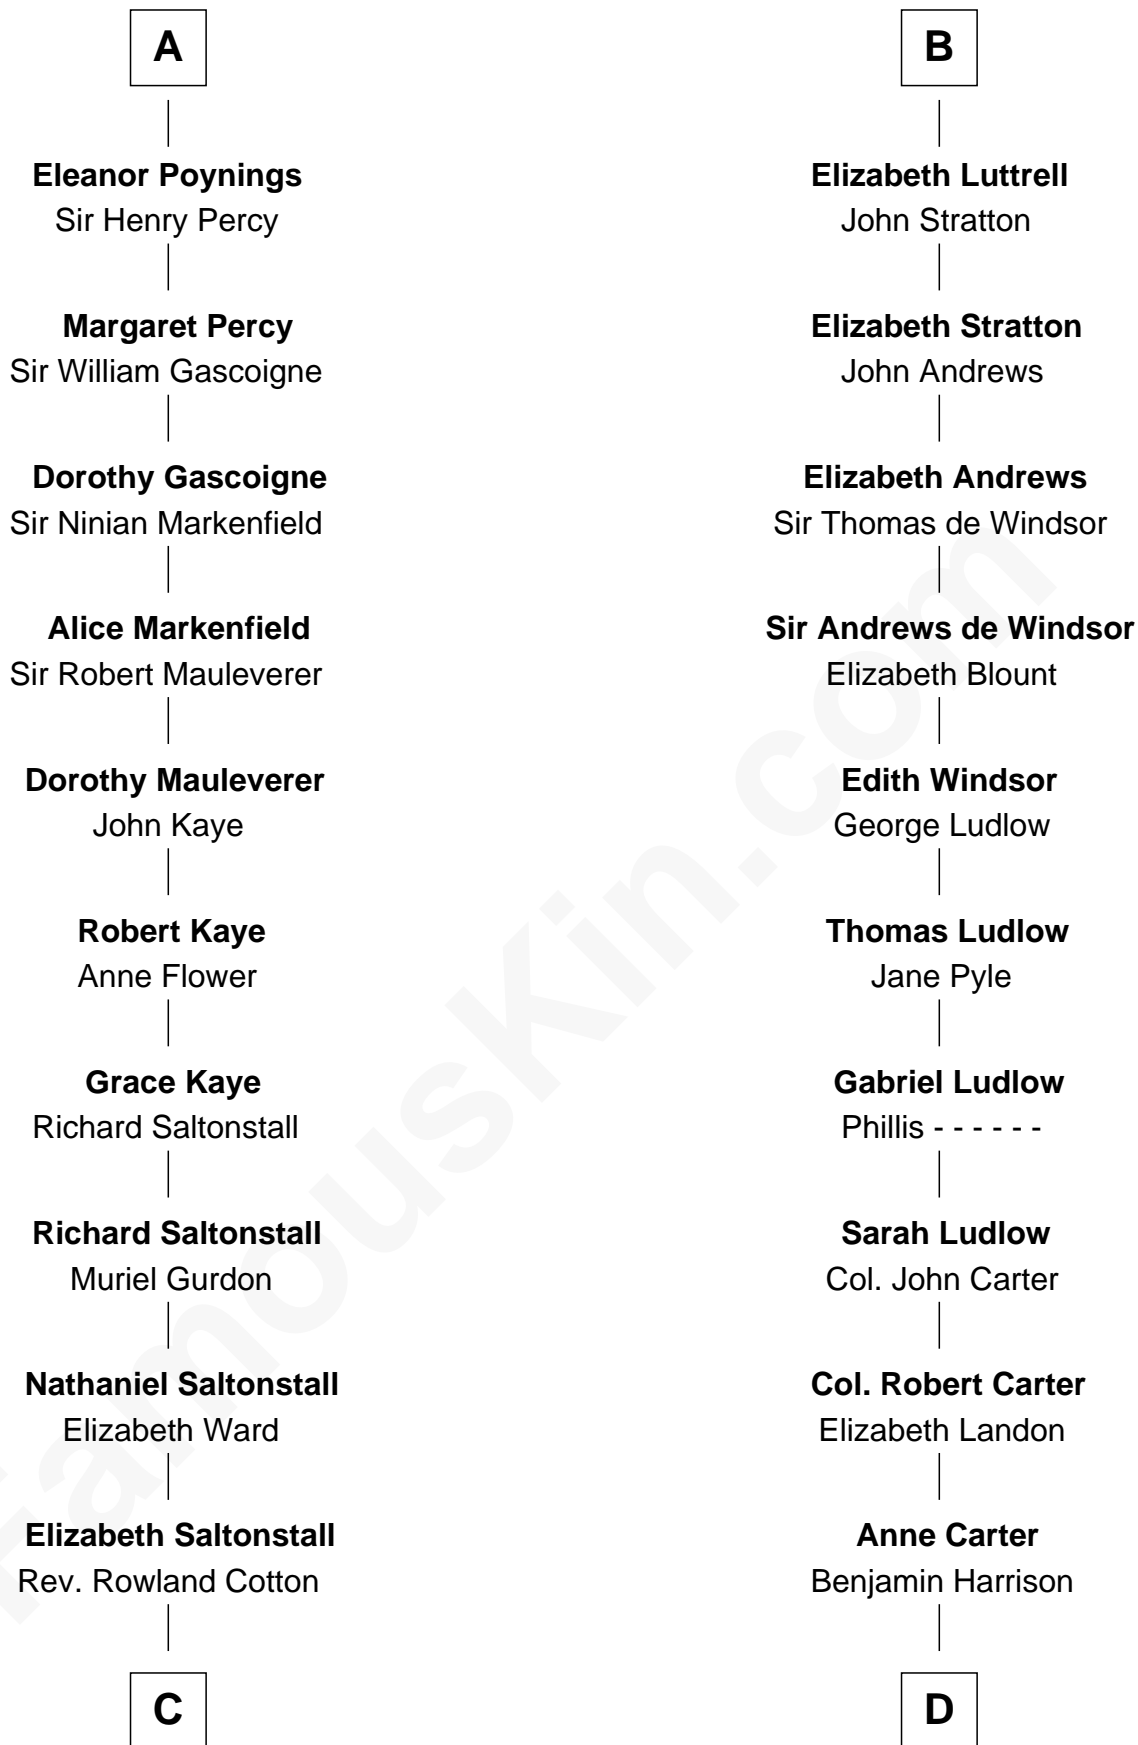 A
Eleanor Poynings
Sir Henry Percy
Margaret Percy
Sir William Gascoigne
Dorothy Gascoigne
Sir Ninian Markenfield
Alice Markenfield
Sir Robert Mauleverer
Dorothy Mauleverer
John Kaye
Robert Kaye
Anne Flower
Grace Kaye
Richard Saltonstall
Richard Saltonstall
Muriel Gurdon
Nathaniel Saltonstall
Elizabeth Ward
Elizabeth Saltonstall
Rev. Rowland Cotton
C
B
Elizabeth Luttrell
John Stratton
Elizabeth Stratton
John Andrews
Elizabeth Andrews
Sir Thomas de Windsor
Sir Andrews de Windsor
Elizabeth Blount
Edith Windsor
George Ludlow
Thomas Ludlow
Jane Pyle
Gabriel Ludlow
Phillis - - - - - -
Sarah Ludlow
Col. John Carter
Col. Robert Carter
Elizabeth Landon
Anne Carter
Benjamin Harrison
D
FamousKin.com